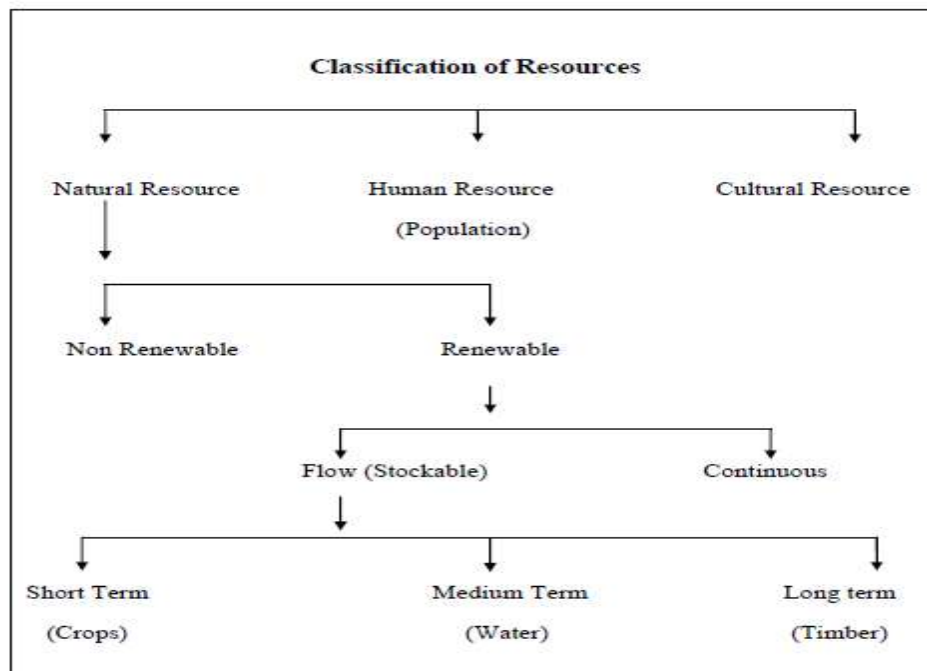 Classification of Resources
Natural Resource Human Resource Cultural Resource
(Population)
Non Renewable Renewable
Flow (Stockable) Continuous
Short Term Medium Term Long term
(Crops) (Water) (Timber)